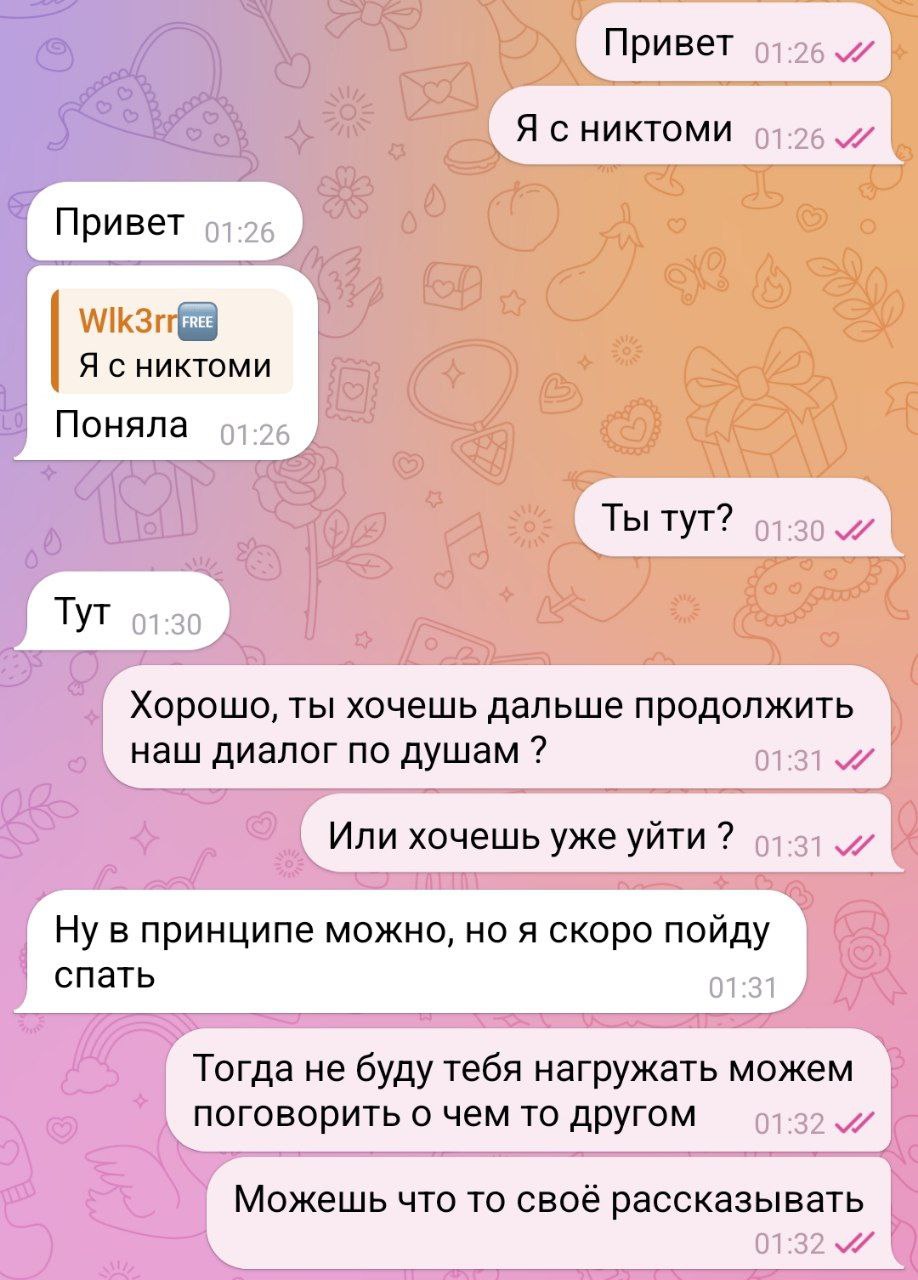 Привет 01:26
Я с никтоми 01:26
Привет 01:26
Wlk3rr FREE
Я с никтоми
Поняла 01:26
Ты тут? 01:30
Тут 01:30
Хорошо, ты хочешь дальше продолжить
наш диалог по душам ? 01:31
Или хочешь уже уйти ? 01:31
Ну в принципе можно, но я скоро пойду
спать 01:31
Тогда не буду тебя нагружать можем
поговорить о чем то другом 01:32
Можешь что то своё рассказывать
01:32